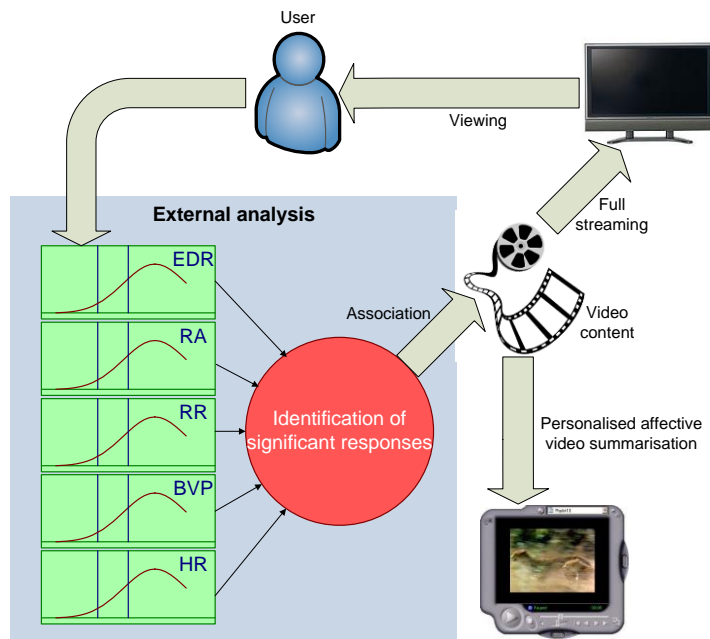 User
Viewing
Full
streaming
External analysis
EDR
RA
RR
BVP
HR
Identification of
significant responses
Association
Video
content
Personalised affective
video summarisation